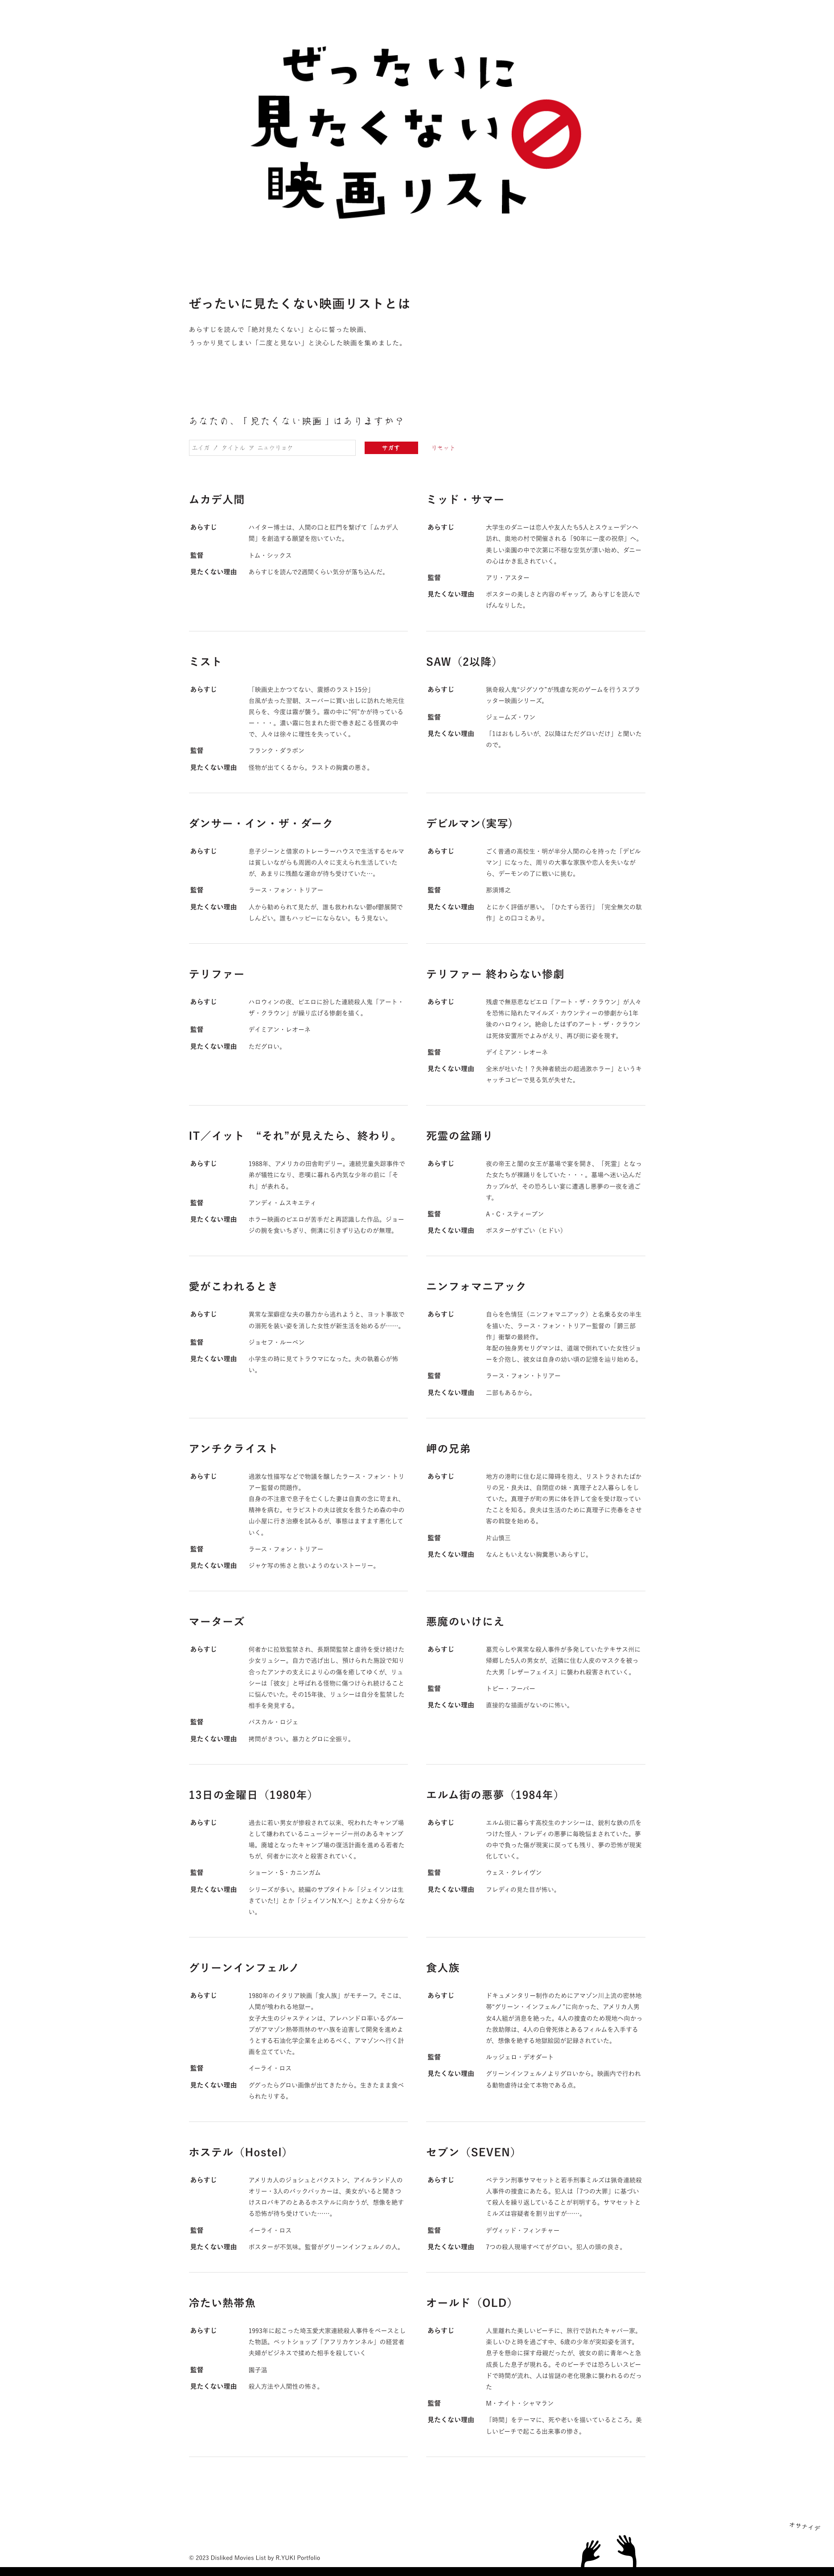 ぜったいに
見たくない
映画リスト
ぜったいに見たくない映画リストとは
あらすじを読んで「絶対見たくない」と心に誓った映画、
うっかり見てしまい「二度と見ない」と決心した映画を集めました。
あなたの、「見たくない映画」はありますか?
エイガ ノ タイトル ヲ ニュウリョク
サガす
リセット
ムカデ人間
あらすじ
ハイター博士は、人間の口と肛門を繋げて「ムカデ人
間」を創造する願望を抱いていた。
監督
トム・シックス
見たくない理由
あらすじを読んで2週間くらい気分が落ち込んだ。
ミッド・サマー
あらすじ
大学生のダニーは恋人や友人たち5人とスウェーデンへ
訪れ、奥地の村で開催される「90年に一度の祝祭」へ。
美しい楽園の中で次第に不穏な空気が漂い始め、ダニー
の心はかき乱されていく。
監督
アリ・アスター
見たくない理由
ポスターの美しさと内容のギャップ。あらすじを読んで
げんなりした。
ミスト
あらすじ
「映画史上かつてない、震撼のラスト15分」
台風が去った翌朝、スーパーに買い出しに訪れた地元住
民らを、今度は霧が襲う。霧の中に”何”かが待っている
ー・・・。濃い霧に包まれた街で巻き起こる怪異の中
で、人々は徐々に理性を失っていく。
監督
フランク・ダラボン
見たくない理由
怪物が出てくるから。ラストの胸糞の悪さ。
SAW（2以降）
あらすじ
猟奇殺人鬼“ジグソウ”が残虐な死のゲームを行うスプラ
ッター映画シリーズ。
監督
ジェームズ・ワン
見たくない理由
「1はおもしろいが、2以降はただグロいだけ」と聞いた
ので。
ダンサー・イン・ザ・ダーク
あらすじ
息子ジーンと借家のトレーラーハウスで生活するセルマ
は貧しいながらも周囲の人々に支えられ生活していた
が、あまりに残酷な運命が待ち受けていた…。
監督
ラース・フォン・トリアー
見たくない理由
人から勧められて見たが、誰も救われない鬱of鬱展開で
しんどい。誰もハッピーにならない。もう見ない。
デビルマン(実写)
あらすじ
ごく普通の高校生・明が半分人間の心を持った「デビル
マン」になった、周りの大事な家族や恋人を失いなが
ら、デーモンの丁に戦いに挑む。
監督
那須博之
見たくない理由
とにかく評価が悪い。「ひたすら苦行」「完全無欠の駄
作」との口コミあり。
テリファー
あらすじ
ハロウィンの夜、ピエロに扮した連続殺人鬼「アート・
ザ・クラウン」が繰り広げる惨劇を描く。
監督
デイミアン・レオーネ
見たくない理由
ただグロい。
テリファー 終わらない惨劇
あらすじ
残虐で無慈悲なピエロ「アート・ザ・クラウン」が人々
を恐怖に陥れたマイルズ・カウンティーの惨劇から1年
後のハロウィン。絶命したはずのアート・ザ・クラウン
は死体安置所でよみがえり、再び街に姿を現す。
監督
デイミアン・レオーネ
見たくない理由
全米が吐いた！？失神者続出の超過激ホラー」というキ
ャッチコピーで見る気が失せた。
IT／イット　“それ”が見えたら、終わり。
あらすじ
1988年、アメリカの田舎町デリー。連続児童失踪事件で
弟が犠牲になり、悲嘆に暮れる内気な少年の前に「そ
れ」が表れる。
監督
アンディ・ムスキエティ
見たくない理由
ホラー映画のピエロが苦手だと再認識した作品。ジョー
ジの腕を食いちぎり、側溝に引きずり込むのが無理。
死霊の盆踊り
あらすじ
夜の帝王と闇の女王が墓場で宴を開き、「死霊」となっ
た女たちが裸踊りをしていた・・・。墓場へ迷い込んだ
カップルが、その恐ろしい宴に遭遇し悪夢の一夜を過ご
す。
監督
A・C・スティーブン
見たくない理由
ポスターがすごい（ヒドい）
愛がこわれるとき
あらすじ
異常な潔癖症な夫の暴力から逃れようと、ヨット事故で
の溺死を装い姿を消した女性が新生活を始めるが……。
監督
ジョセフ・ルーベン
見たくない理由
小学生の時に見てトラウマになった。夫の執着心が怖
い。
ニンフォマニアック
あらすじ
自らを色情狂（ニンフォマニアック）と名乗る女の半生
を描いた、ラース・フォン・トリアー監督の「鬱三部
作」衝撃の最終作。
年配の独身男セリグマンは、道端で倒れていた女性ジョ
ーを介抱し、彼女は自身の幼い頃の記憶を辿り始める。
監督
ラース・フォン・トリアー
見たくない理由
二部もあるから。
アンチクライスト
あらすじ
過激な性描写などで物議を醸したラース・フォン・トリ
アー監督の問題作。
自身の不注意で息子を亡くした妻は自責の念に苛まれ、
精神を病む。セラピストの夫は彼女を救うため森の中の
山小屋に行き治療を試みるが、事態はますます悪化して
いく。
監督
ラース・フォン・トリアー
見たくない理由
ジャケ写の怖さと救いようのないストーリー。
岬の兄弟
あらすじ
地方の港町に住む足に障碍を抱え、リストラされたばか
りの兄・良夫は、自閉症の妹・真理子と2人暮らしをし
ていた。真理子が町の男に体を許して金を受け取ってい
たことを知る。良夫は生活のために真理子に売春をさせ
客の斡旋を始める。
監督
片山慎三
見たくない理由
なんともいえない胸糞悪いあらすじ。
マーターズ
あらすじ
何者かに拉致監禁され、長期間監禁と虐待を受け続けた
少女リュシー。自力で逃げ出し、預けられた施設で知り
合ったアンナの支えにより心の傷を癒してゆくが、リュ
シーは「彼女」と呼ばれる怪物に傷つけられ続けること
に悩んでいた。その15年後、リュシーは自分を監禁した
相手を発見する。
監督
パスカル・ロジェ
見たくない理由
拷問がきつい。暴力とグロに全振り。
悪魔のいけにえ
あらすじ
墓荒らしや異常な殺人事件が多発していたテキサス州に
帰郷した5人の男女が、近隣に住む人皮のマスクを被っ
た大男「レザーフェイス」に襲われ殺害されていく。
監督
トビー・フーパー
見たくない理由
直接的な描画がないのに怖い。
13日の金曜日（1980年）
あらすじ
過去に若い男女が惨殺されて以来、呪われたキャンプ場
として嫌われているニュージャージー州のあるキャンプ
場。廃墟となったキャンプ場の復活計画を進める若者た
ちが、何者かに次々と殺害されていく。
監督
ショーン・S・カニンガム
見たくない理由
シリーズが多い。続編のサブタイトル「ジェイソンは生
きていた!」とか「ジェイソンN.Y.へ」とかよく分からな
い。
エルム街の悪夢（1984年）
あらすじ
エルム街に暮らす高校生のナンシーは、鋭利な鉄の爪を
つけた怪人・フレディの悪夢に毎晩悩まされていた。夢
の中で負った傷が現実に戻っても残り、夢の恐怖が現実
化していく。
監督
ウェス・クレイヴン
見たくない理由
フレディの見た目が怖い。
グリーンインフェルノ
あらすじ
1980年のイタリア映画「食人族」がモチーフ。そこは、
人間が喰われる地獄ー。
女子大生のジャスティンは、アレハンドロ率いるグルー
プがアマゾン熱帯雨林のヤハ族を迫害して開発を進めよ
うとする石油化学企業を止めるべく、アマゾンへ行く計
画を立てていた。
監督
イーライ・ロス
見たくない理由
ググったらグロい画像が出てきたから。生きたまま食べ
られたりする。
食人族
あらすじ
ドキュメンタリー制作のためにアマゾン川上流の密林地
帯“グリーン・インフェルノ”に向かった、アメリカ人男
女4人組が消息を絶った。4人の捜査のため現地へ向かっ
た救助隊は、4人の白骨死体とあるフィルムを入手する
が、想像を絶する地獄絵図が記録されていた。
監督
ルッジェロ・デオダート
見たくない理由
グリーンインフェルノよりグロいから。映画内で行われ
る動物虐待は全て本物である点。
ホステル（Hostel）
あらすじ
アメリカ人のジョシュとパクストン、アイルランド人の
オリー・3人のバックパッカーは、美女がいると聞きつ
けスロバキアのとあるホステルに向かうが、想像を絶す
る恐怖が待ち受けていた……。
監督
イーライ・ロス
見たくない理由
ポスターが不気味。監督がグリーンインフェルノの人。
セブン（SEVEN）
あらすじ
ベテラン刑事サマセットと若手刑事ミルズは猟奇連続殺
人事件の捜査にあたる。犯人は「7つの大罪」に基づい
て殺人を繰り返していることが判明する。サマセットと
ミルズは容疑者を割り出すが……。
監督
デヴィッド・フィンチャー
見たくない理由
7つの殺人現場すべてがグロい。犯人の頭の良さ。
冷たい熱帯魚
あらすじ
1993年に起こった埼玉愛犬家連続殺人事件をベースとし
た物語。ペットショップ「アフリカケンネル」の経営者
夫婦がビジネスで揉めた相手を殺していく
監督
園子温
見たくない理由
殺人方法や人間性の怖さ。
オールド（OLD）
あらすじ
人里離れた美しいビーチに、旅行で訪れたキャパ一家。
楽しいひと時を過ごす中、6歳の少年が突如姿を消す。
息子を懸命に探す母親だったが、彼女の前に青年へと急
成長した息子が現れる。そのビーチでは恐ろしいスピー
ドで時間が流れ、人は皆謎の老化現象に襲われるのだっ
た
監督
M・ナイト・シャマラン
見たくない理由
「時間」をテーマに、死や老いを描いているところ。美
しいビーチで起こる出来事の惨さ。
オサナイデ
© 2023 Disliked Movies List by R.YUKI Portfolio